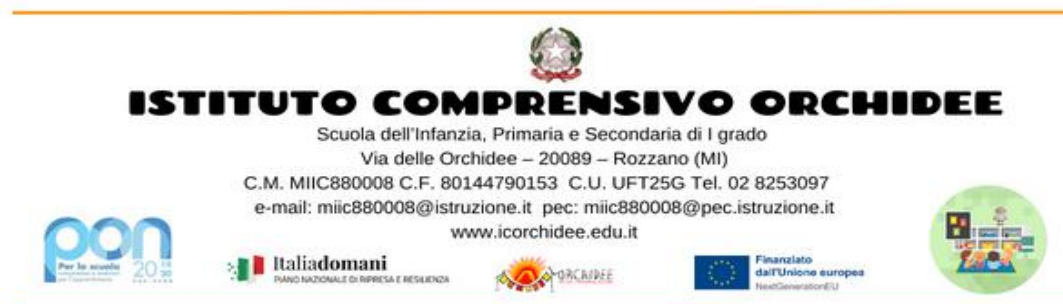 ISTITUTO COMPRENSIVO ORCHIDEE
Scuola dell'Infanzia, Primaria e Secondaria di I grado
Via delle Orchidee – 20089 – Rozzano (MI)
C.M. MIIC880008 C.F. 80144790153 C.U. UFT25G Tel. 02 8253097
e-mail: miic880008@istruzione.it pec: miic880008@pec.istruzione.it
www.icorchidee.edu.it
pon
Per la scuola
20
Italiadomani
PIANO NAZIONALE DI RIPRESA E RESILIENZA
ORCHIDEE
Finanziato
dall'Unione europea
NextGenerationEU